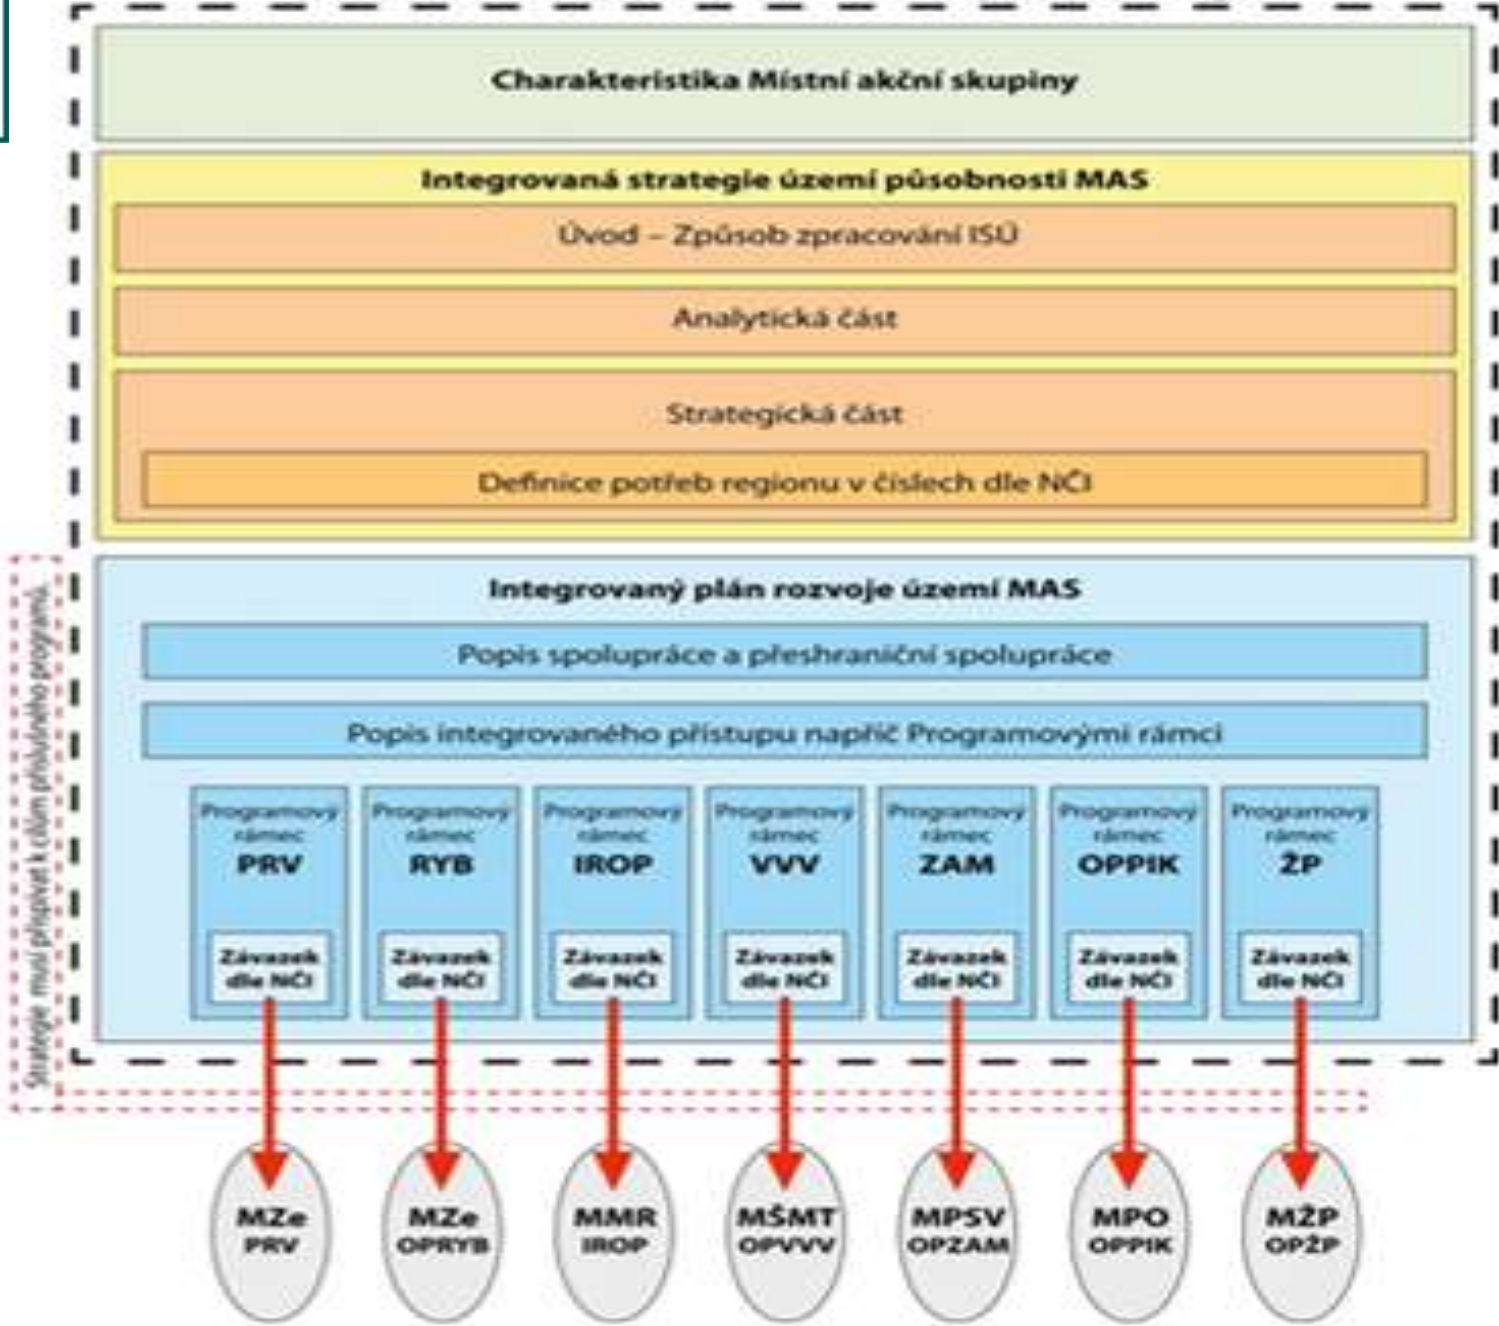 Charakteristika Místní akční skupiny
Integrovaná strategie území působnosti MAS
Úvod – Způsob zpracování ISÚ
Analytická část
Strategická část
Definice potřeb regionu v číslech dle NČI
Integrovaný plán rozvoje území MAS
Popis spolupráce a přeshraniční spolupráce
Popis integrovaného přístupu napříč Programovými rámci
Programový
rámec
PRV
Závazek
dle NČI
Programový
rámec
RYB
Závazek
dle NČI
Programový
rámec
IROP
Závazek
dle NČI
Programový
rámec
VVV
Závazek
dle NČI
Programový
rámec
ZAM
Závazek
dle NČI
Programový
rámec
OPPIK
Závazek
dle NČI
Programový
rámec
ŽP
Závazek
dle NČI
Strategie musí přispívat k cílům příslušného programů.
MZe
PRV
MZe
OPRYB
MMR
IROP
MŠMT
OPVVV
MPSV
OPZAM
MPO
OPPIK
MŽP
OPŽP